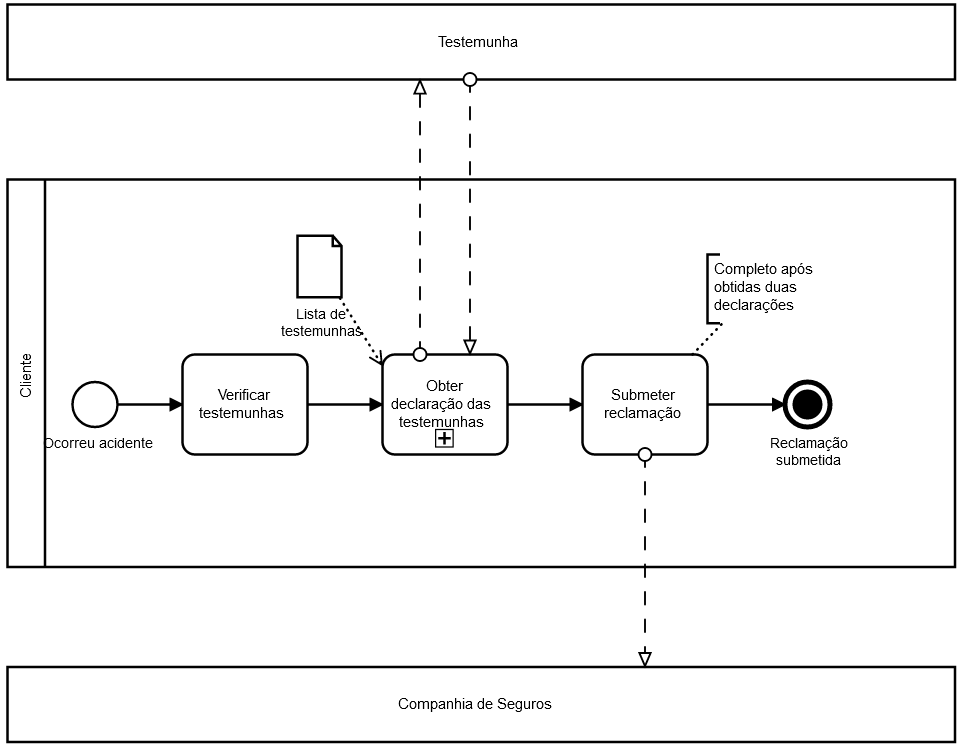 Testemunha
Cliente
Ocorreu acidente
Verificar
testemunhas
Lista de
testemunhas
Obter
declaração das
testemunhas
Submeter
reclamação
Completo após
obtidas duas
declarações
Reclamação
submetida
Companhia de Seguros